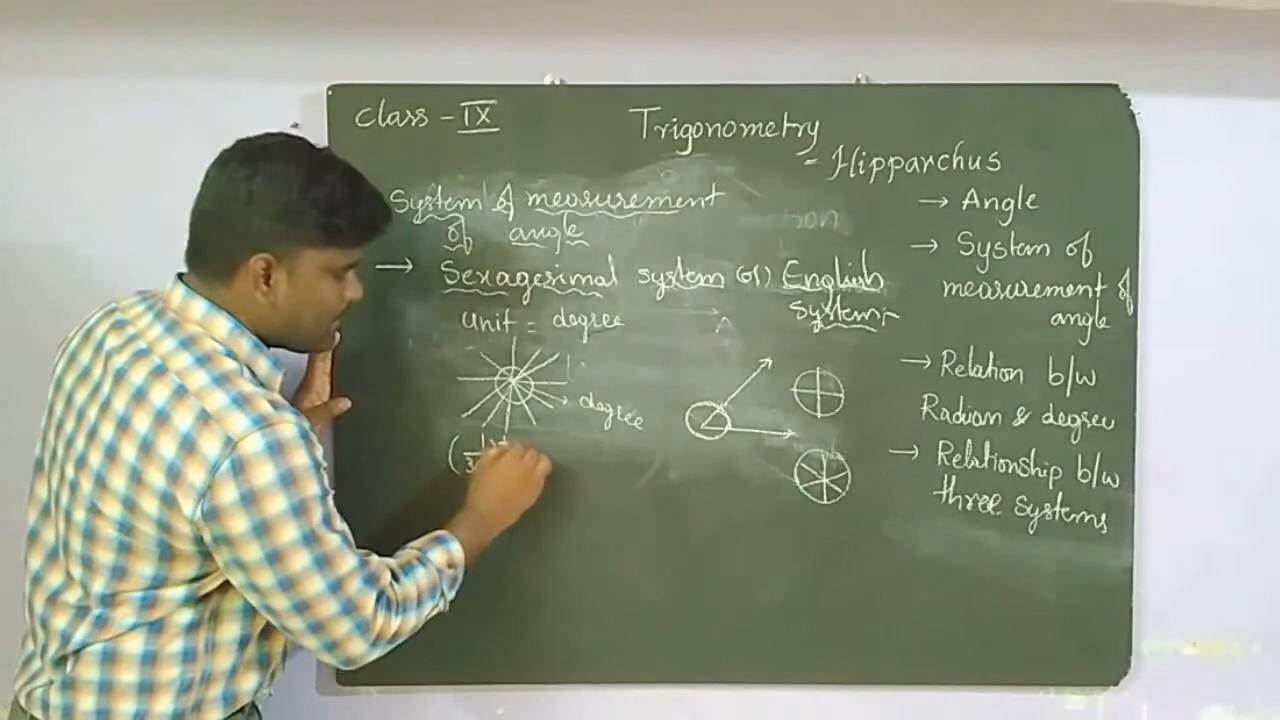 Class - IX
Trigonometry
- Hipparchus
System of measurement
of angle
→ Sexagesimal system (or) English
System:-
Unit = degree
→ degree
→ Angle
→ System of
measurement of
angle
→ Relation b/w
Radian & degree
→ Relationship b/w
three systems